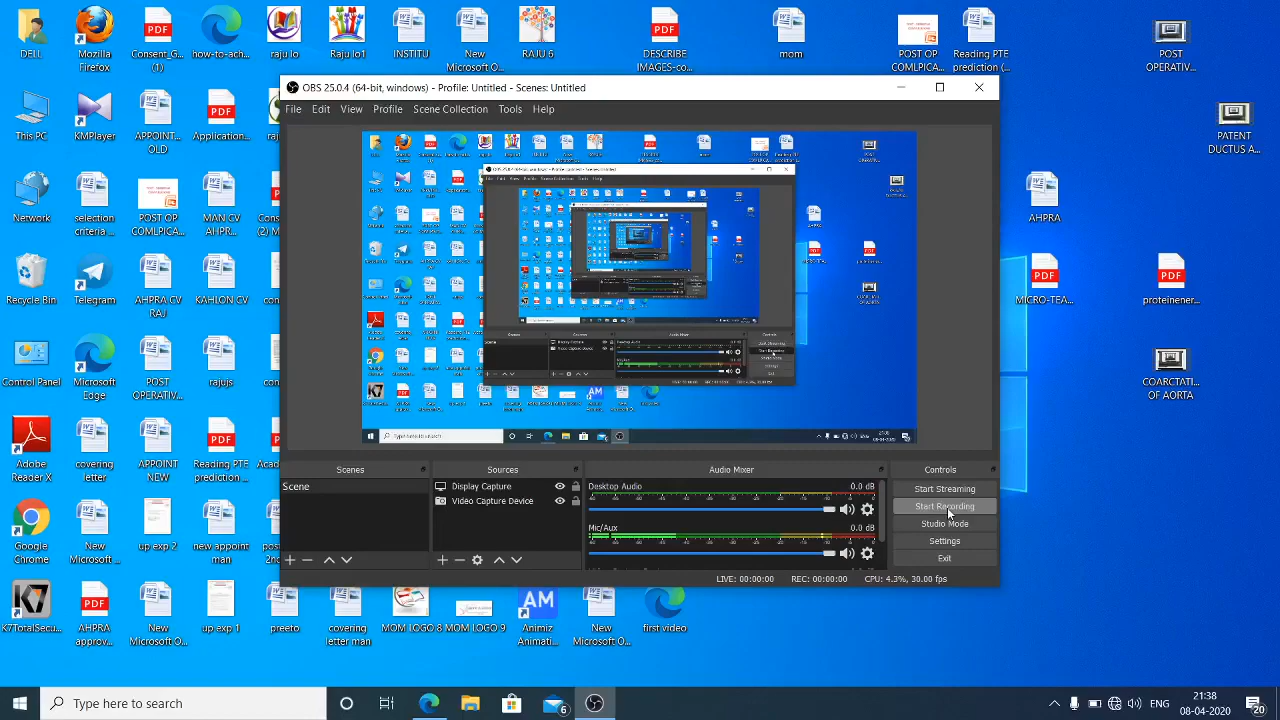 DELL
Mozilla
Firefox
Consent_G...
(1)
how-to-sch...
raju lo
Raju lo1
INSTITU
New
Microsoft O...
RAJU 6
DESCRIBE
IMAGES-co...
mom
POST OP
COMLPICA...
Reading PTE
prediction (...
POST
OPERATIV...
OBS 25.0.4 (64-bit, windows) - Profile: Untitled - Scenes: Untitled
File
Edit
View
Profile
Scene Collection
Tools
Help
This PC
KMPlayer
APPOINT...
OLD
Application...
PATENT
DUCTUS A...
Network
selection
criteria ...
POST OP
COMLPICA...
MAN CV
AHPR...
AHPRA
Recycle Bin
Telegram
AHPRA CV
RAJ
KAHLON CV
MICRO-TEA...
proteinener...
Control Panel
Microsoft
Edge
POST
OPERATIV...
rajujs
COARCTATI...
OF AORTA
Adobe
Reader X
covering
letter
APPOINT
NEW
Reading PTE
prediction ...
Scenes
Sources
Audio Mixer
Controls
Scene
Display Capture
Video Capture Device
Desktop Audio
0.0 dB
Mic/Aux
0.0 dB
Start Streaming
Start Recording
Studio Mode
Settings
Exit
LIVE: 00:00:00
REC: 00:00:00
CPU: 4.3%, 30.00 fps
Google
Chrome
New
Microsoft ...
up exp 2
new appoint
man
K7TotalSecu...
AHPRA
approv...
New
Microsoft O...
up exp 1
preeto
covering
letter man
MOM LOGO 8
MOM LOGO 9
Animiz
Animati...
New
Microsoft O...
first video
Type here to search
6
ENG
21:38
08-04-2020
20